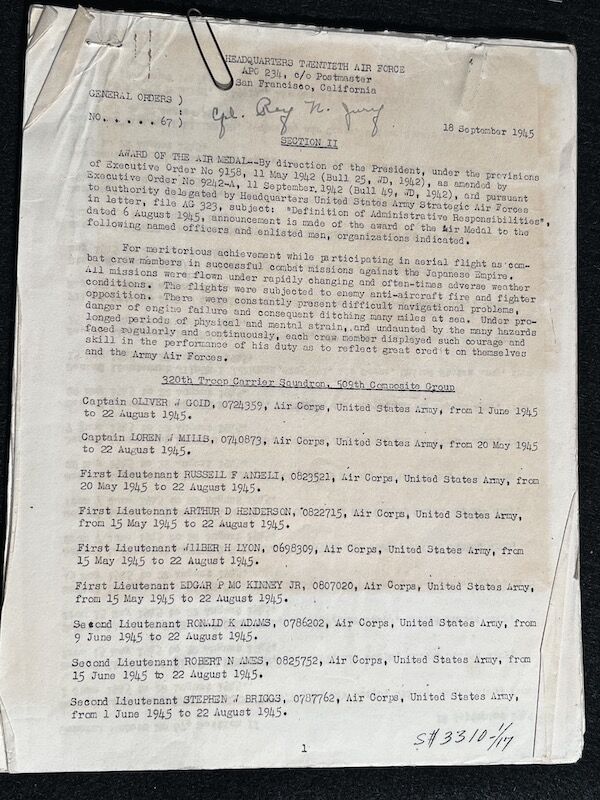 HEADQUARTERS TWENTIETH AIR FORCE
APO 234, c/o Postmaster
San Francisco, California
GENERAL ORDERS )
NO. . . . . 67 )
Cpl. Ray N.
18 September 1945
SECTION II
AWARD OF THE AIR MEDAL--By direction of the President, under the provisions
of Executive Order No 9158, 11 May 1942 (Bull 25, WD, 1942), as amended by
Executive Order No 9242-A, 11 September 1942 (Bull 49, WD, 1942), and pursuant
to authority delegated by Headquarters United States Army Strategic Air Forces
in letter, file AG 323, subject: "Definition of Administrative Responsibilities",
dated 6 August 1945, announcement is made of the award of the Air Medal to the
following named officers and enlisted men, organizations indicated.
For meritorious achievement while participating in aerial flight as com-
bat crew members in successful combat missions against the Japanese Empire.
All missions were flown under rapidly changing and often-times adverse weather
conditions. The flights were subjected to enemy anti-aircraft fire and fighter
opposition. There were constantly present difficult navigational problems,
danger of engine failure and consequent ditching many miles at sea. Under pro-
longed periods of physical and mental strain, and undaunted by the many hazards
faced regularly and continuously, each crew member displayed such courage and
skill in the performance of his duty as to reflect great credit on themselves
and the Army Air Forces.
320th Troop Carrier Squadron, 509th Composite Group
Captain OLIVER W GOID, 0724359, Air Corps, United States Army, from 1 June 1945
to 22 August 1945.
Captain LOREN W MILLS, 0740873, Air Corps, United States Army, from 20 May 1945
to 22 August 1945.
First Lieutenant RUSSELL F ANGELI, 0823521, Air Corps, United States Army, from
20 May 1945 to 22 August 1945.
First Lieutenant ARTHUR D HENDERSON, 0822715, Air Corps, United States Army,
from 15 May 1945 to 22 August 1945.
First Lieutenant WILBER H LYON, 0698309, Air Corps, United States Army, from
15 May 1945 to 22 August 1945.
First Lieutenant EDGAR P MC KINNEY JR, 0807020, Air Corps, United States Army,
from 15 May 1945 to 22 August 1945.
Second Lieutenant RONALD K ADAMS, 0786202, Air Corps, United States Army, from
9 June 1945 to 22 August 1945.
Second Lieutenant ROBERT N AMES, 0825752, Air Corps, United States Army, from
15 June 1945 to 22 August 1945.
Second Lieutenant STEPHEN W BRIGGS, 0787762, Air Corps, United States Army,
from 1 June 1945 to 22 August 1945.
1
S# 3310-1/17